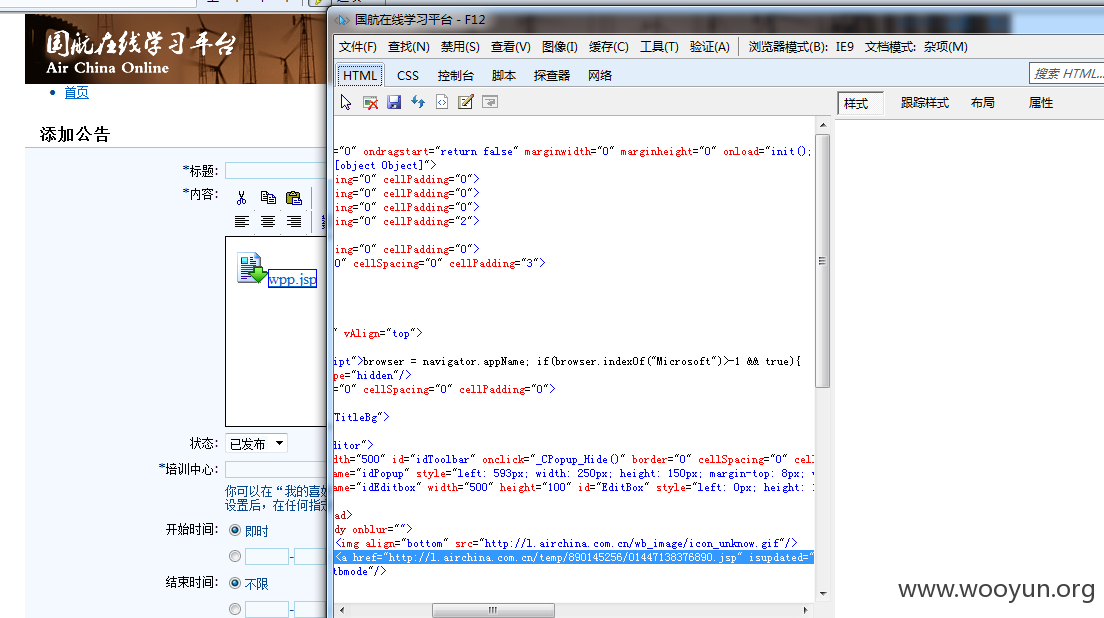 国航在线学习平台
Air China Online
首页
添加公告
*标题:
*内容:
wpp.jsp
状态: 已发布
*培训中心:
你可以在“我的喜
设置后，在任何指定
开始时间: 即时
-
结束时间: 不限
-
国航在线学习平台 - F12
文件(F) 查找(N) 禁用(S) 查看(V) 图像(I) 缓存(C) 工具(T) 验证(A) 浏览器模式(B): IE9 文档模式: 杂项(M)
HTML CSS 控制台 脚本 探查器 网络 搜索 HTML...
样式 跟踪样式 布局 属性
="0" ondragstart="return false" marginwidth="0" marginheight="0" onload="init();
[object Object]">
ing="0" cellPadding="0">
ing="0" cellPadding="0">
ing="0" cellPadding="0">
ing="0" cellPadding="2">
ing="0" cellPadding="0">
0" cellSpacing="0" cellPadding="3">
" vAlign="top">
ript">browser = navigator.appName; if(browser.indexOf("Microsoft")>-1 && true){
pe="hidden"/>
="0" cellSpacing="0" cellPadding="0">
TitleBg">
ditor">
dth="500" id="idToolbar" onclick="_CPopup_Hide()" border="0" cellSpacing="0" cell
ame="idPopup" style="left: 593px; width: 250px; height: 150px; margin-top: 8px; v
ame="idEditbox" width="500" height="100" id="EditBox" style="left: 0px; height: 1
ad>
dy onblur="">
<img align="bottom" src="http://l.airchina.com.cn/wb_image/icon_unknow.gif"/>
<a href="http://l.airchina.com.cn/temp/890145256/01447138376890.jsp" isupdated="
tbmode"/>
www.wooyun.org